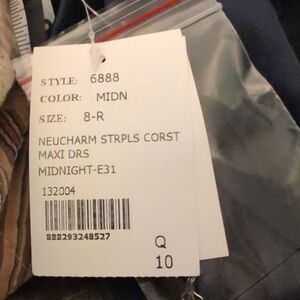 STYLE: 6888
COLOR: MIDN
SIZE: 8-R
NEUCHARM STRPLS CORST
MAXI DRS
MIDNIGHT-E31
132004
888293248527
Q
10